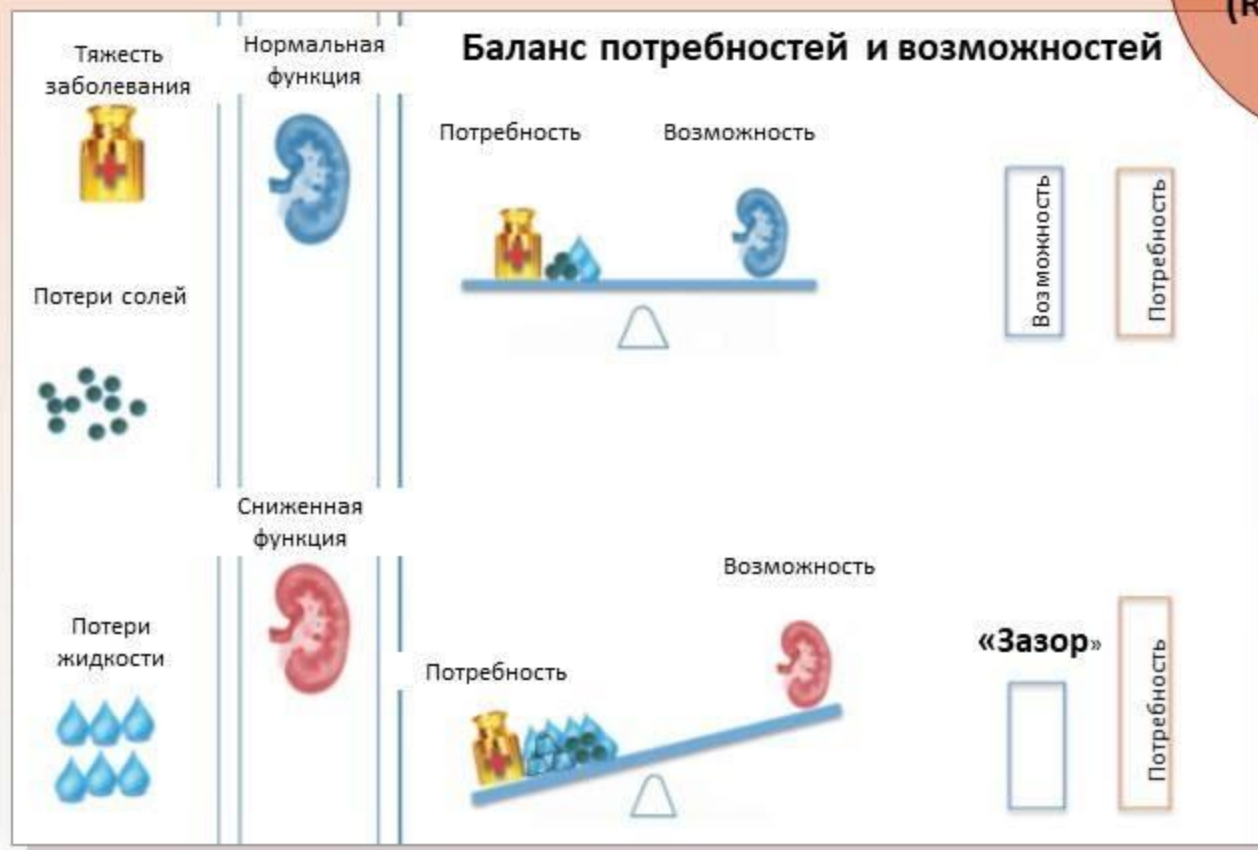 (R
Баланс потребностей и возможностей
Тяжесть
заболевания
Нормальная
функция
Потребность
Возможность
Возможность
Потребность
Потери солей
Сниженная
функция
Возможность
Потери
жидкости
«Зазор»
Потребность
Потребность